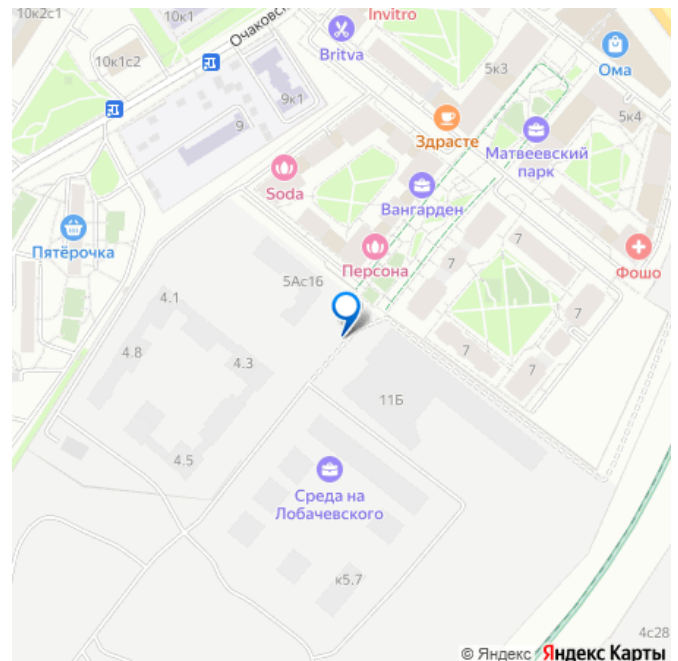 10к2с1
10к1
Invitro
Очаковс
Britva
10к1с2
5к3
Ома
9к1
9
5к4
Здрасте
Матвеевский
парк
Soda
Вангарден
Пятёрочка
Персона
7
Фошо
5Ас16
4.1
7
4.8
4.3
7
7
11Б
4.5
Среда на
Лобачевского
к5.7
4с28
© Яндекс Яндекс Карты